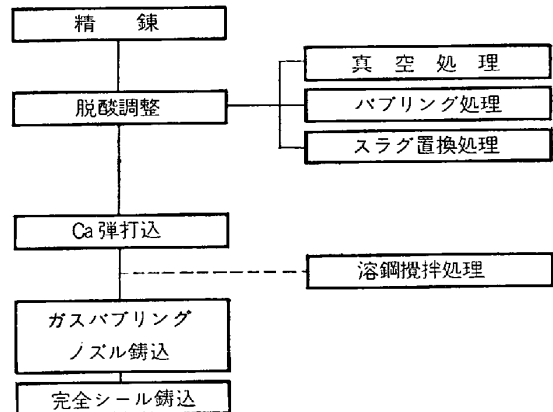 精錬
真空処理
脱酸調整
バブリング処理
スラグ置換処理
Ca弾打込
溶鋼攪拌処理
ガスバブリング
ノズル鋳込
完全シール鋳込